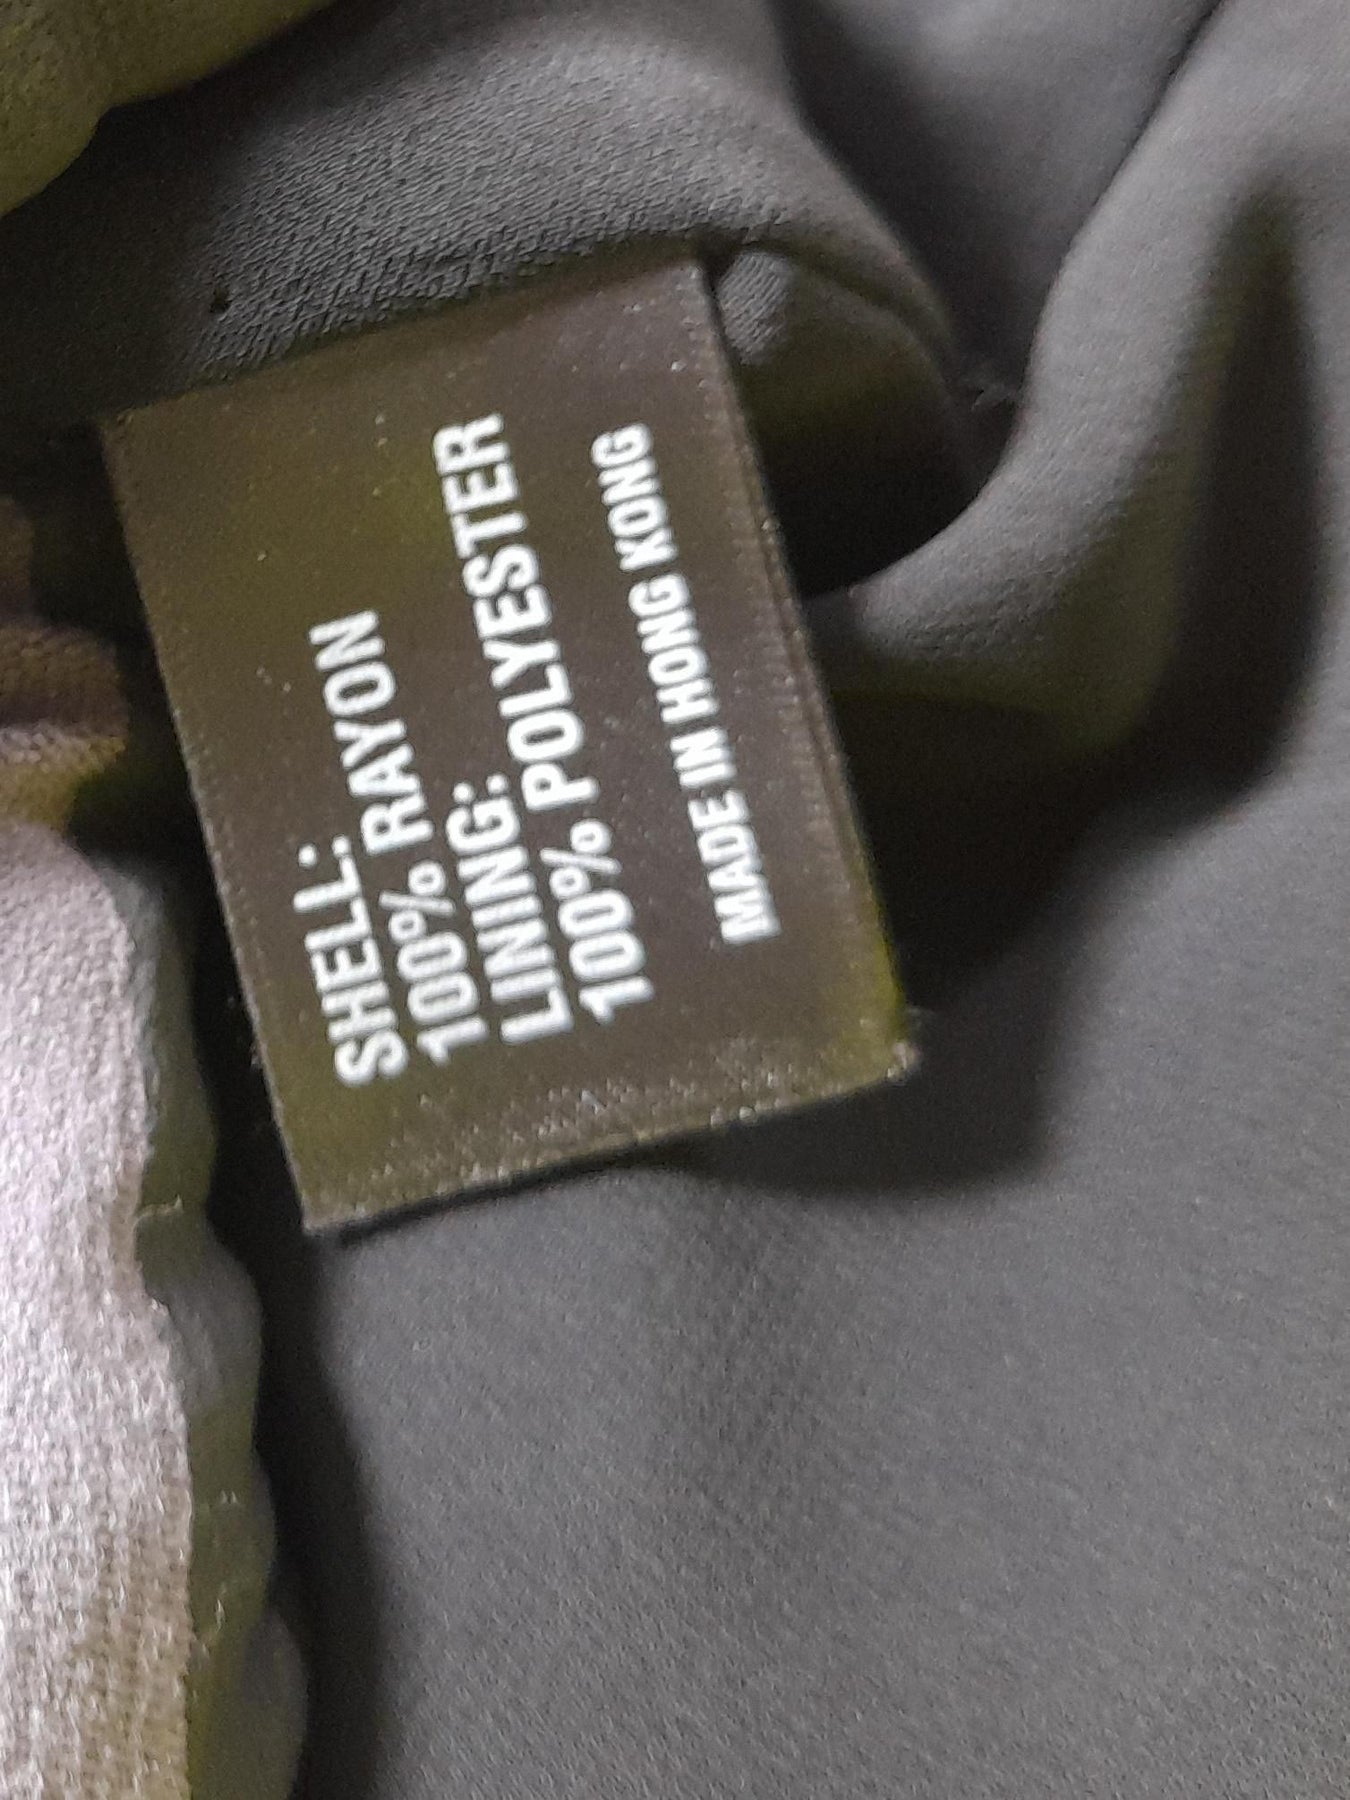 SHELL:
100% RAYON
LINING:
100% POLYESTER
MADE IN HONG KONG